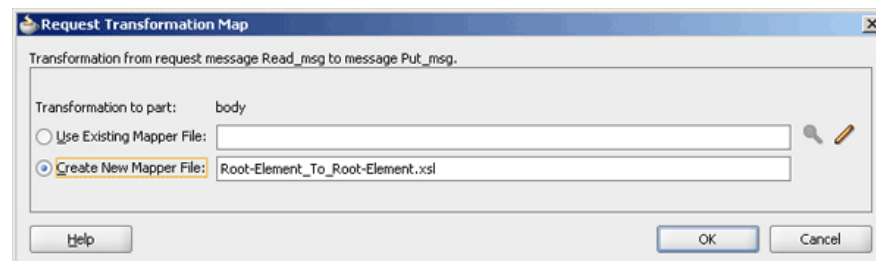 Request Transformation Map
Transformation from request message Read_msg to message Put_msg.
Transformation to part: body
Use Existing Mapper File:
Create New Mapper File: Root-Element_To_Root-Element.xsl
Help OK Cancel